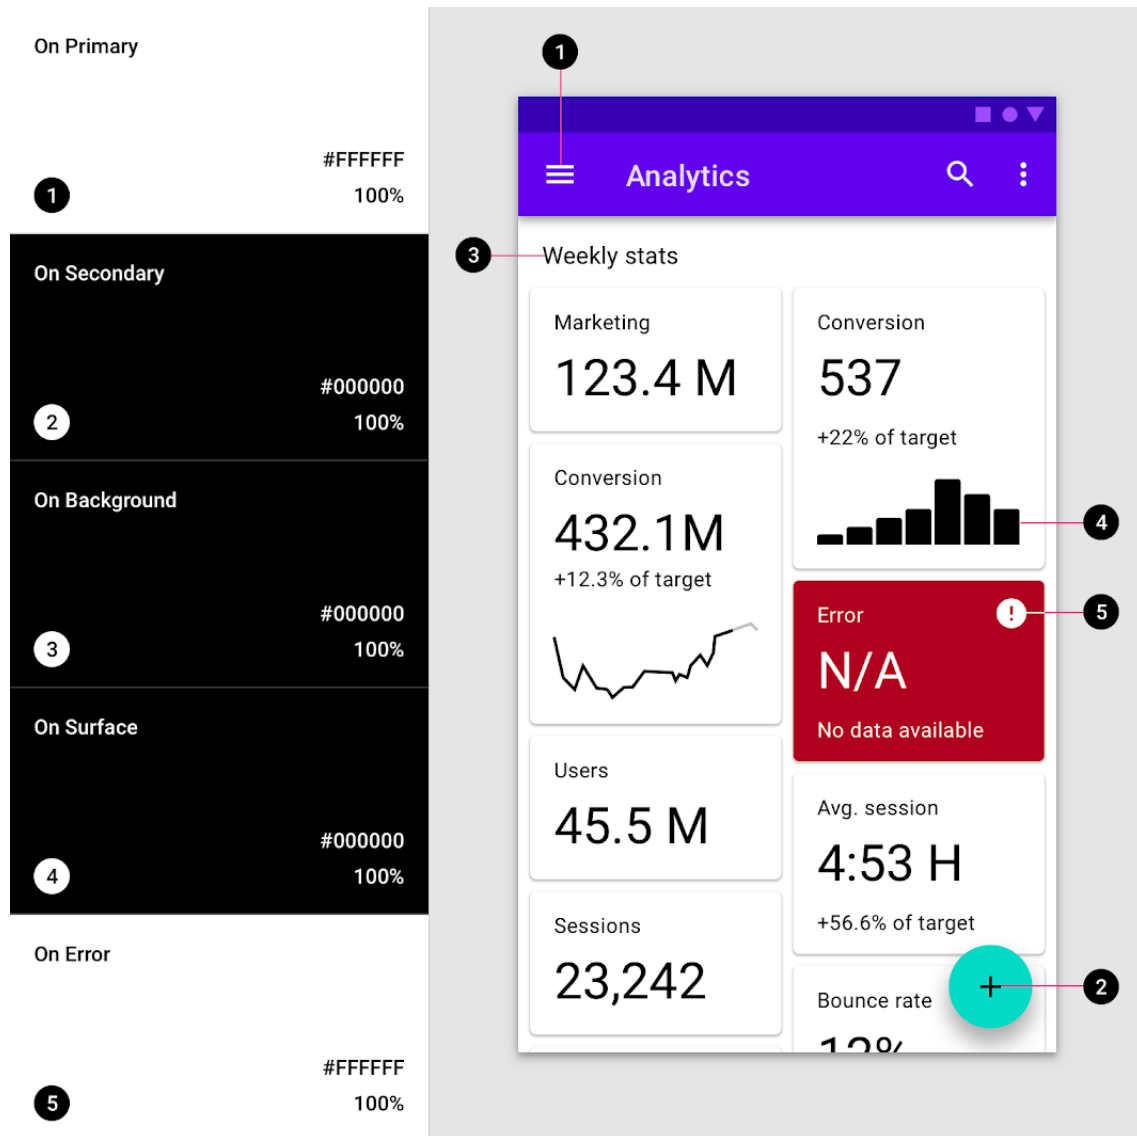 On Primary
#FFFFFF
1
100%
On Secondary
#000000
2
100%
On Background
#000000
3
100%
On Surface
#000000
4
100%
On Error
#FFFFFF
5
100%
1
Analytics
3
Weekly stats
Marketing
123.4 M
Conversion
432.1M
+12.3% of target
Users
45.5 M
Sessions
23,242
Conversion
537
+22% of target
4
Error
!
5
N/A
No data available
Avg. session
4:53 H
+56.6% of target
+
2
Bounce rate
12%